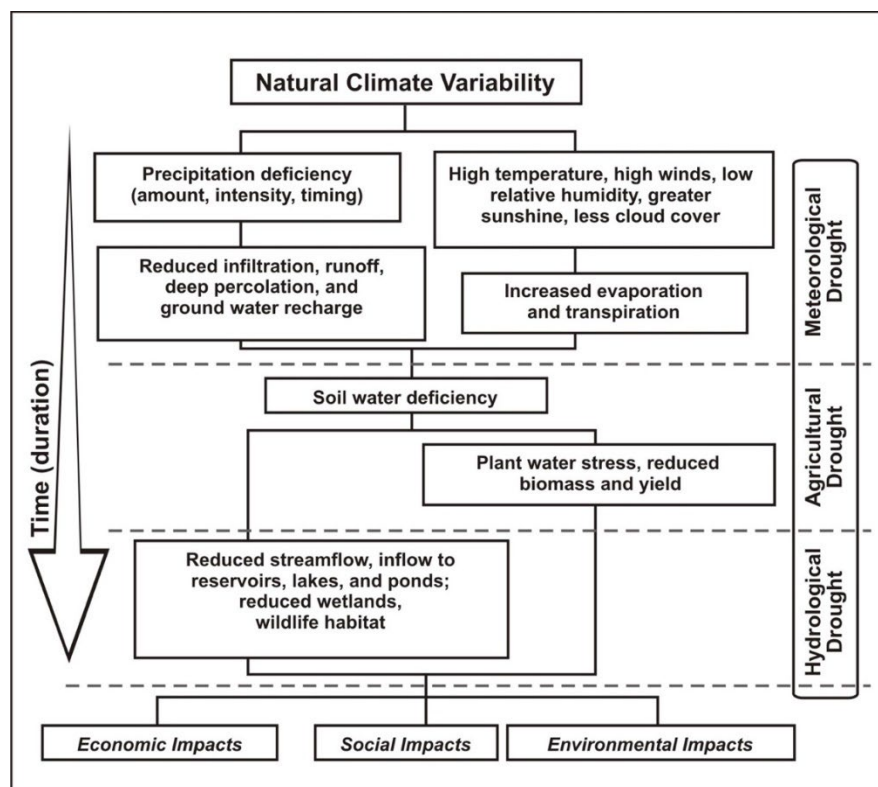 Natural Climate Variability
Precipitation deficiency
(amount, intensity, timing)
High temperature, high winds, low
relative humidity, greater
sunshine, less cloud cover
Reduced infiltration, runoff,
deep percolation, and
ground water recharge
Increased evaporation
and transpiration
Meteorological
Drought
Soil water deficiency
Plant water stress, reduced
biomass and yield
Agricultural
Drought
Time (duration)
Reduced streamflow, inflow to
reservoirs, lakes, and ponds;
reduced wetlands,
wildlife habitat
Hydrological
Drought
Economic Impacts
Social Impacts
Environmental Impacts